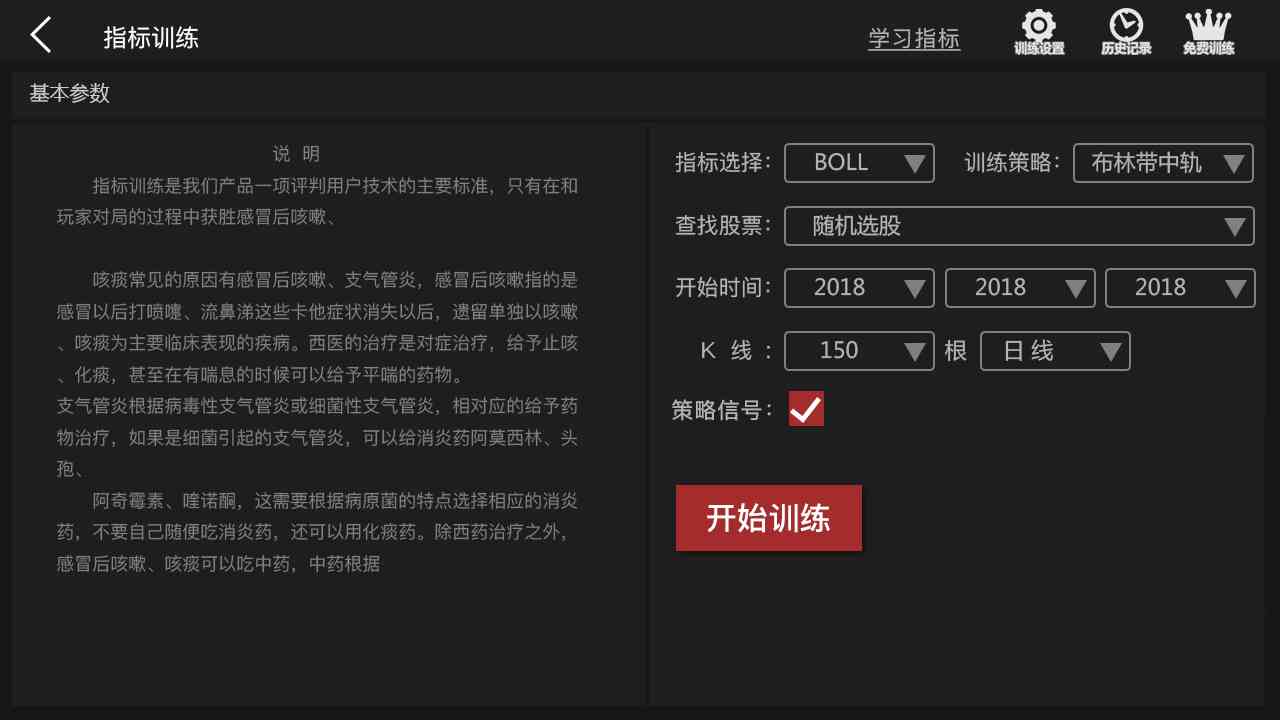 指标训练
学习指标
训练设置
历史记录
免费训练
基本参数
说 明
指标训练是我们产品一项评判用户技术的主要标准，只有在和
玩家对局的过程中获胜感冒后咳嗽、
咳痰常见的原因有感冒后咳嗽、支气管炎，感冒后咳嗽指的是
感冒以后打喷嚏、流鼻涕这些卡他症状消失以后，遗留单独以咳嗽
、咳痰为主要临床表现的疾病。西医的治疗是对症治疗，给予止咳
、化痰，甚至在有喘息的时候可以给予平喘的药物。
支气管炎根据病毒性支气管炎或细菌性支气管炎，相对应的给予药
物治疗，如果是细菌引起的支气管炎，可以给消炎药阿莫西林、头
孢、
阿奇霉素、喹诺酮，这需要根据病原菌的特点选择相应的消炎
药，不要自己随便吃消炎药，还可以用化痰药。除西药治疗之外，
感冒后咳嗽、咳痰可以吃中药，中药根据
指标选择： BOLL 训练策略： 布林带中轨
查找股票： 随机选股
开始时间： 2018 2018 2018
K 线 ： 150 根 日 线
策略信号：
开始训练